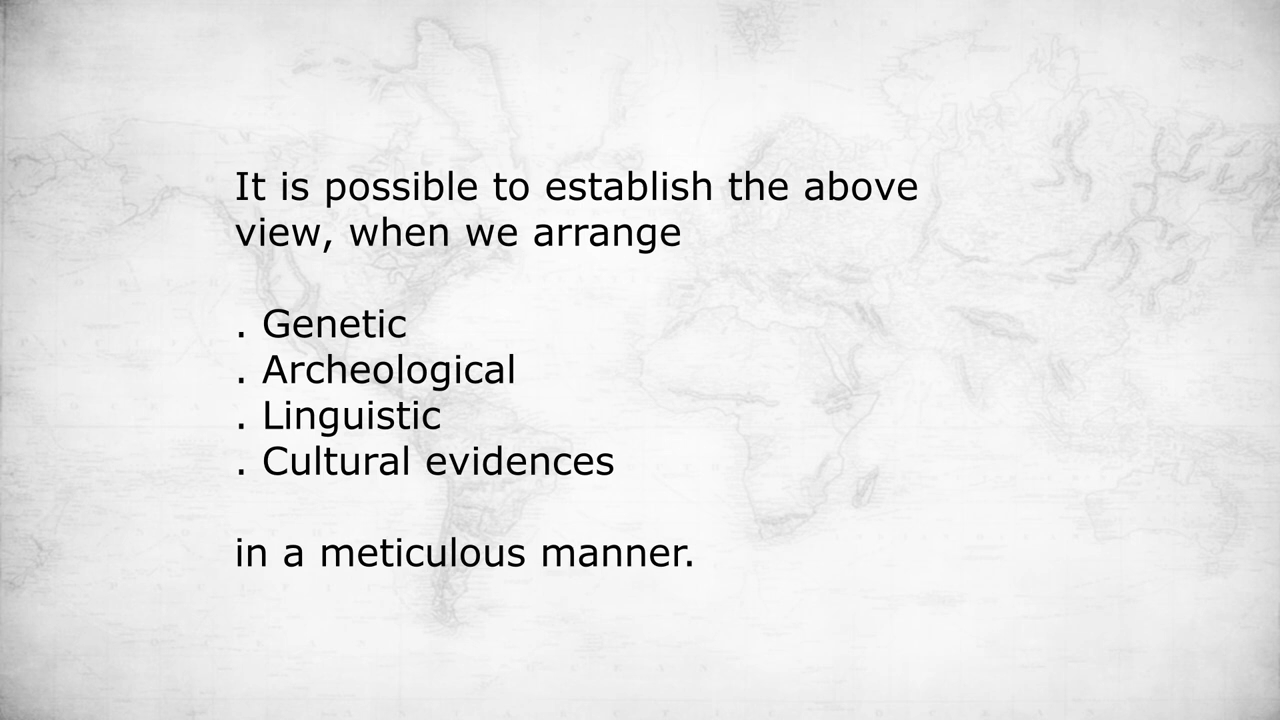 It is possible to establish the above
view, when we arrange
. Genetic
. Archeological
. Linguistic
. Cultural evidences
in a meticulous manner.